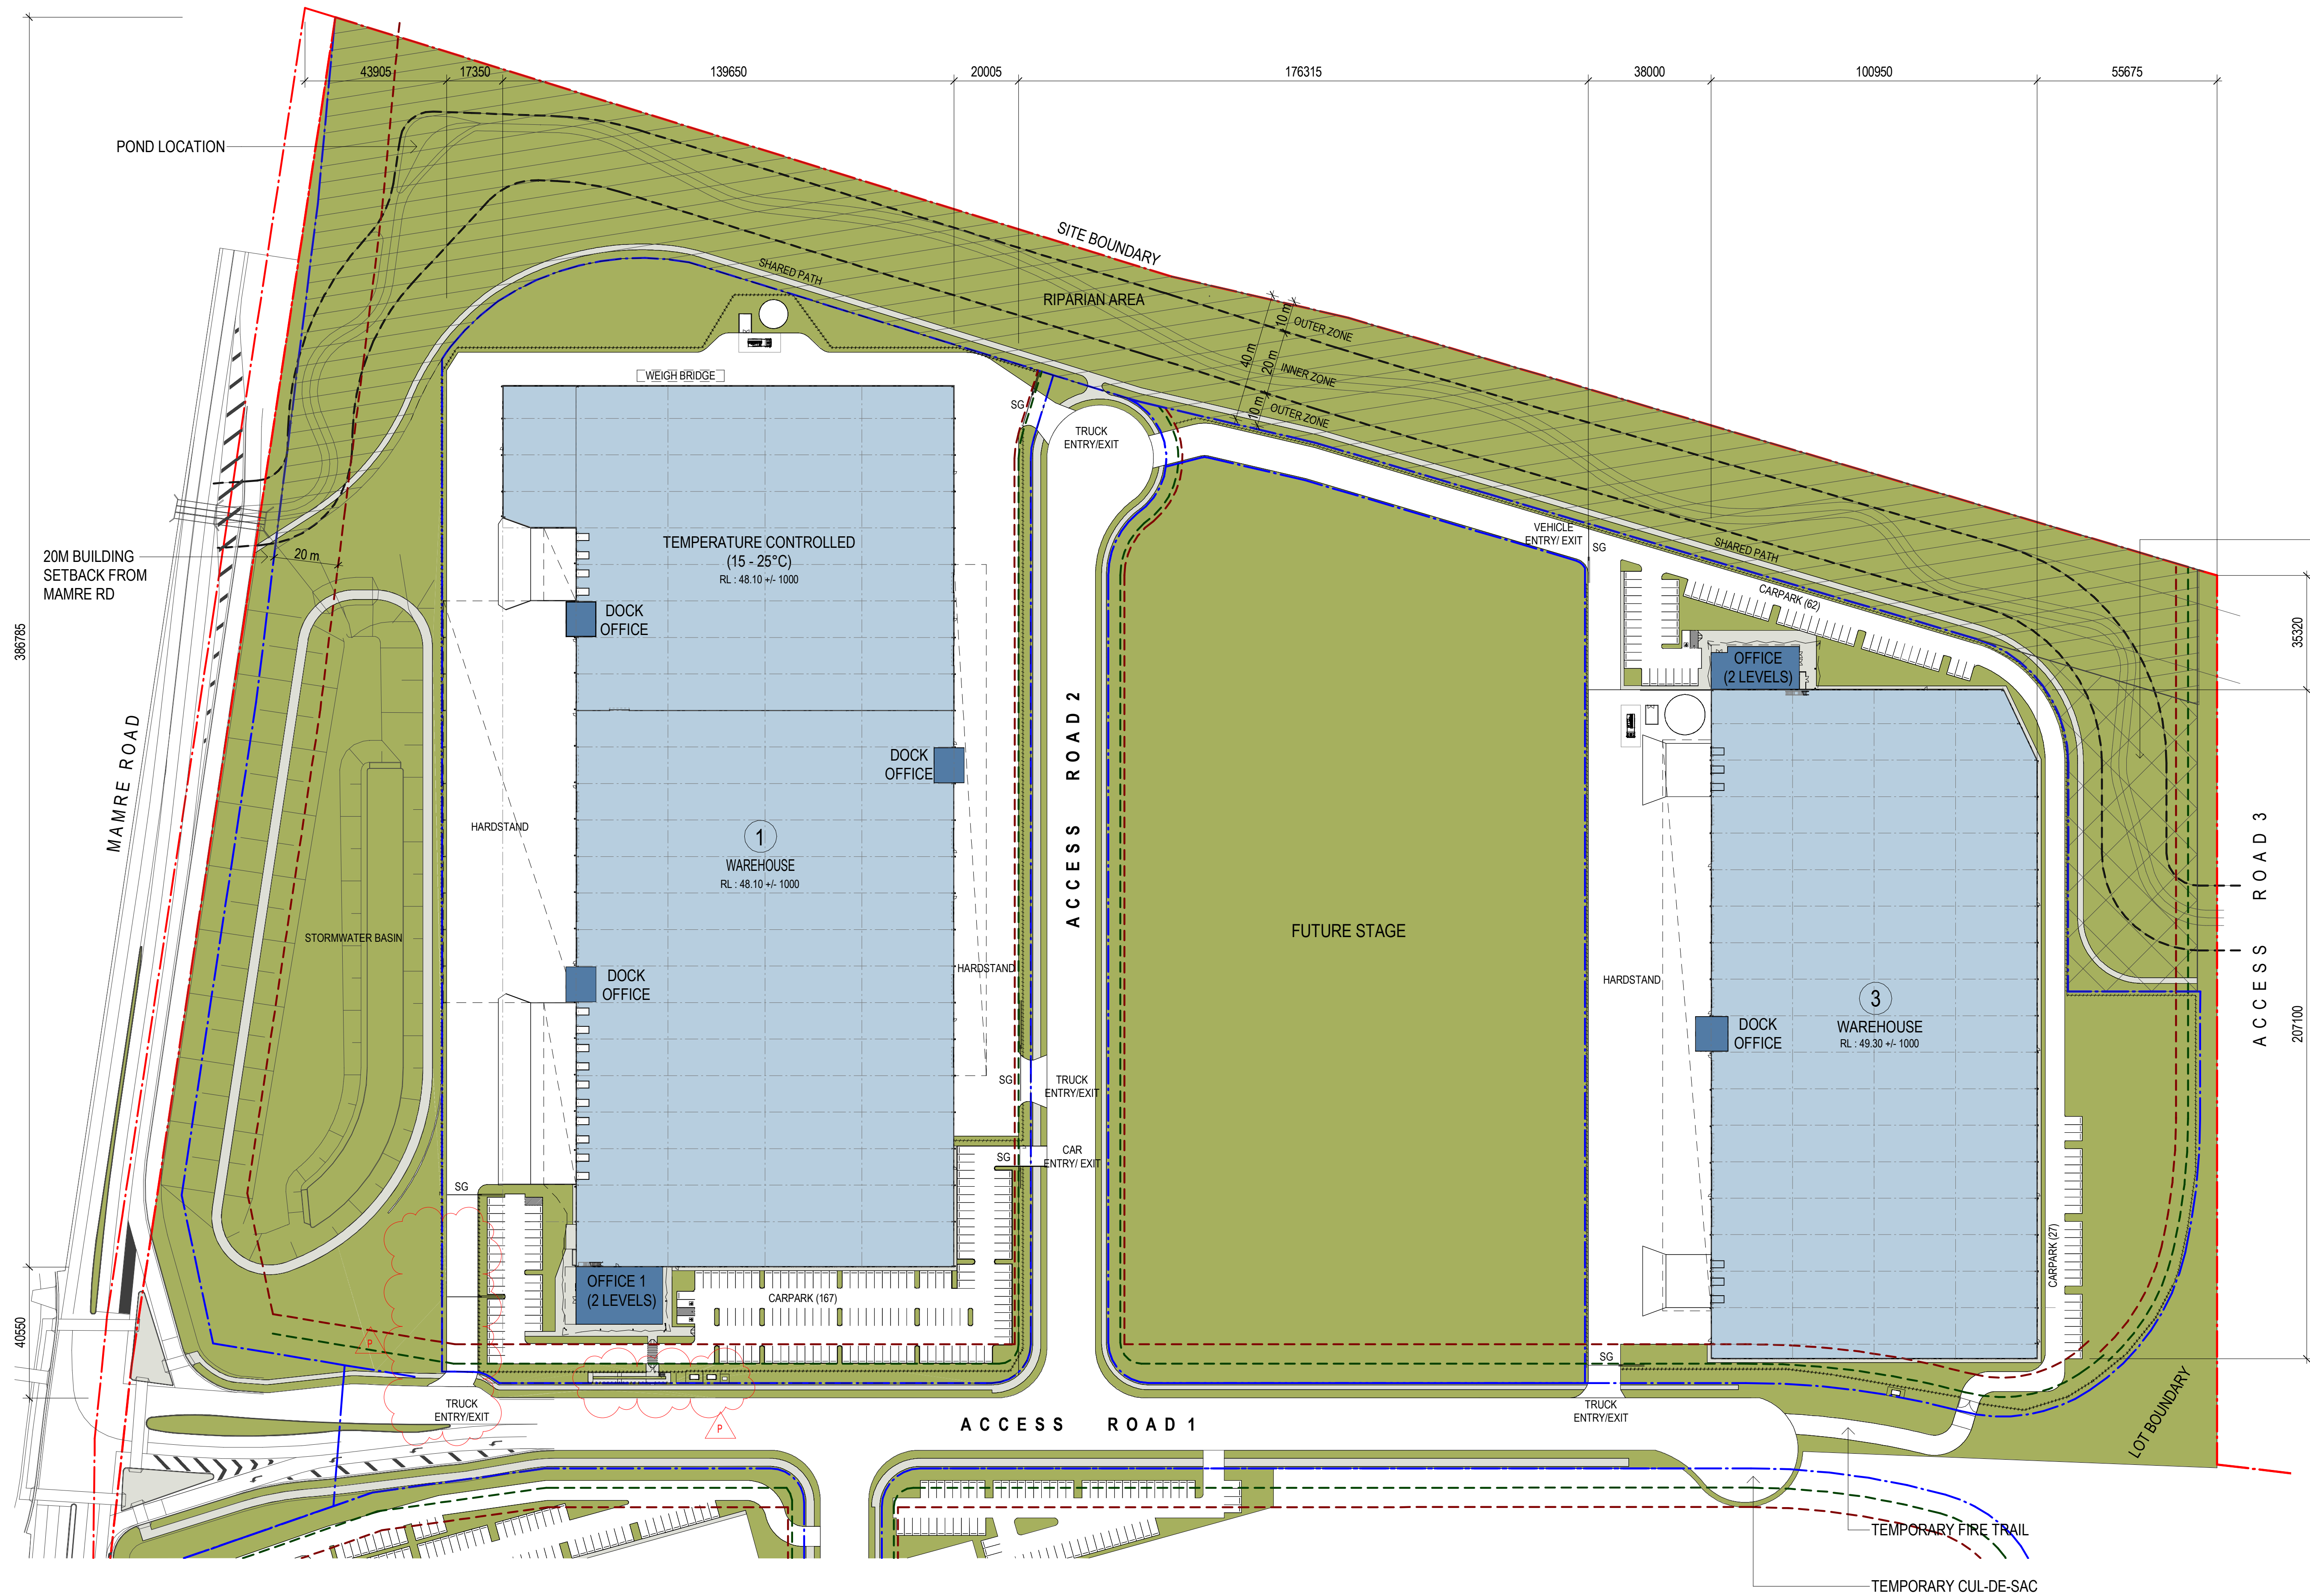 43905
17350
139650
20005
176315
38000
100950
55675
POND LOCATION
SITE BOUNDARY
SHARED PATH
RIPARIAN AREA
10 m
OUTER ZONE
40 m
20 m
INNER ZONE
10 m
OUTER ZONE
WEIGH BRIDGE
SG
TRUCK
ENTRY/EXIT
VEHICLE
ENTRY/ EXIT
SG
SHARED PATH
20M BUILDING
SETBACK FROM
MAMRE RD
20 m
TEMPERATURE CONTROLLED
(15 - 25°C)
RL : 48.10 +/- 1000
DOCK
OFFICE
CARPARK (62)
386785
35320
OFFICE
(2 LEVELS)
MAMRE ROAD
DOCK
OFFICE
ACCESS ROAD 2
HARDSTAND
1
WAREHOUSE
RL : 48.10 +/- 1000
STORMWATER BASIN
FUTURE STAGE
ACCESS ROAD 3
DOCK
OFFICE
HARDSTAND
HARDSTAND
3
WAREHOUSE
RL : 49.30 +/- 1000
DOCK
OFFICE
207100
SG
TRUCK
ENTRY/EXIT
SG
CAR
ENTRY/ EXIT
SG
OFFICE 1
(2 LEVELS)
CARPARK (167)
CARPARK (27)
40550
P
SG
TRUCK
ENTRY/EXIT
P
ACCESS ROAD 1
TRUCK
ENTRY/EXIT
LOT BOUNDARY
TEMPORARY FIRE TRAIL
TEMPORARY CUL-DE-SAC